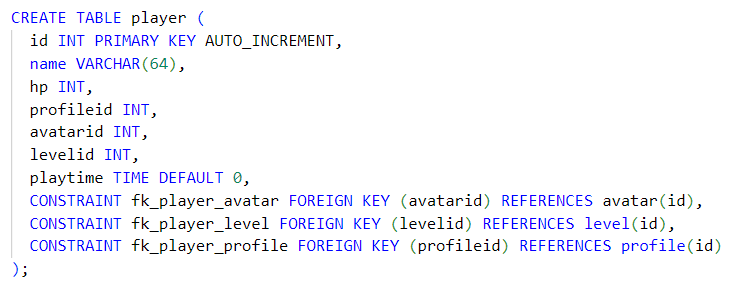 CREATE TABLE player (
  id INT PRIMARY KEY AUTO_INCREMENT,
  name VARCHAR(64),
  hp INT,
  profileid INT,
  avatarid INT,
  levelid INT,
  playtime TIME DEFAULT 0,
  CONSTRAINT fk_player_avatar FOREIGN KEY (avatarid) REFERENCES avatar(id),
  CONSTRAINT fk_player_level FOREIGN KEY (levelid) REFERENCES level(id),
  CONSTRAINT fk_player_profile FOREIGN KEY (profileid) REFERENCES profile(id)
);